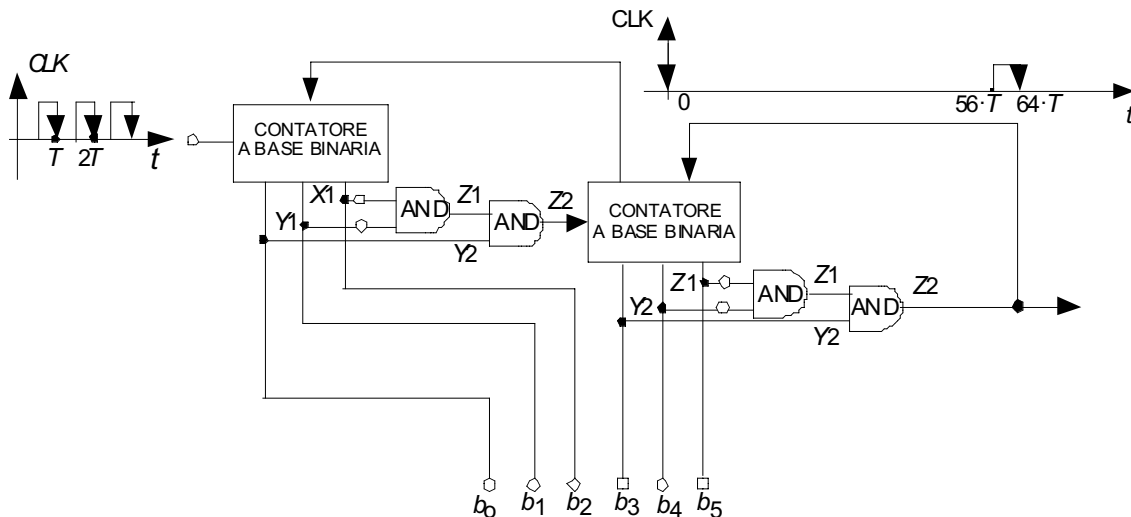 CLK
CLK
0
56·T
64·T
t
T
2T
t
CONTATORE
A BASE BINARIA
X1
Y1
AND
Z1
AND
Z2
Y2
CONTATORE
A BASE BINARIA
Z1
Y2
AND
Z1
AND
Z2
Y2
b0
b1
b2
b3
b4
b5